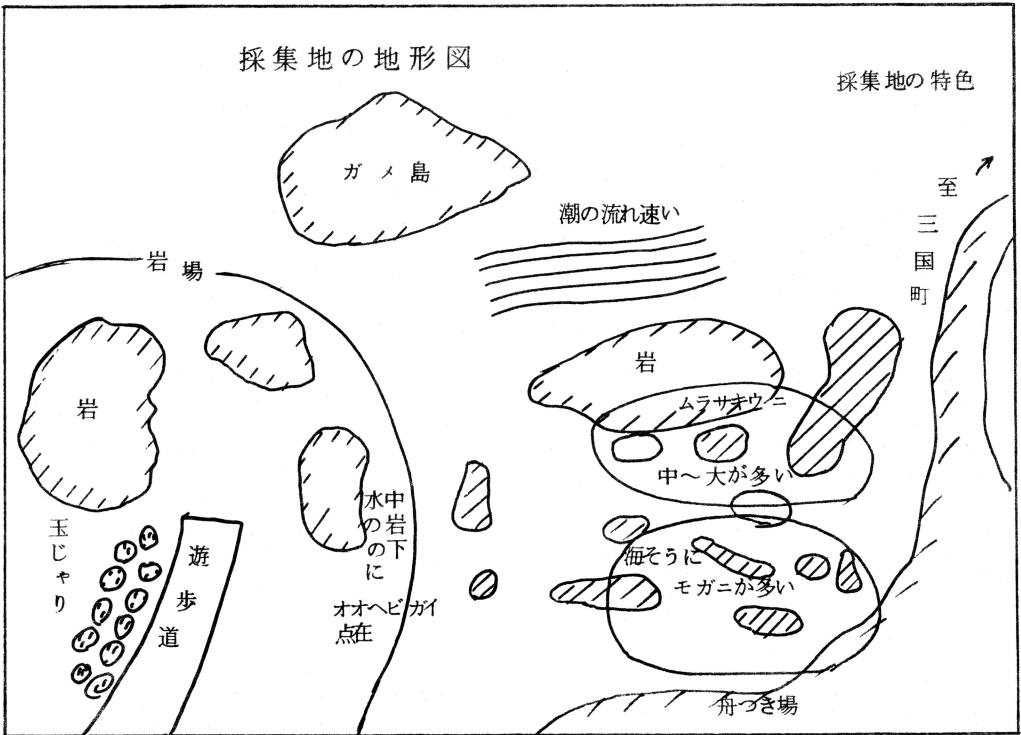 採集地の地形図
採集地の特色
ガメ島
至三国町
潮の流れ速い
岩場
岩
岩
ムラサキウニ
中～大が多い
水の中の
岩の下に
オオヘビガイ
点在
海そうに
モガニが多い
玉じゃり
遊歩道
舟つき場